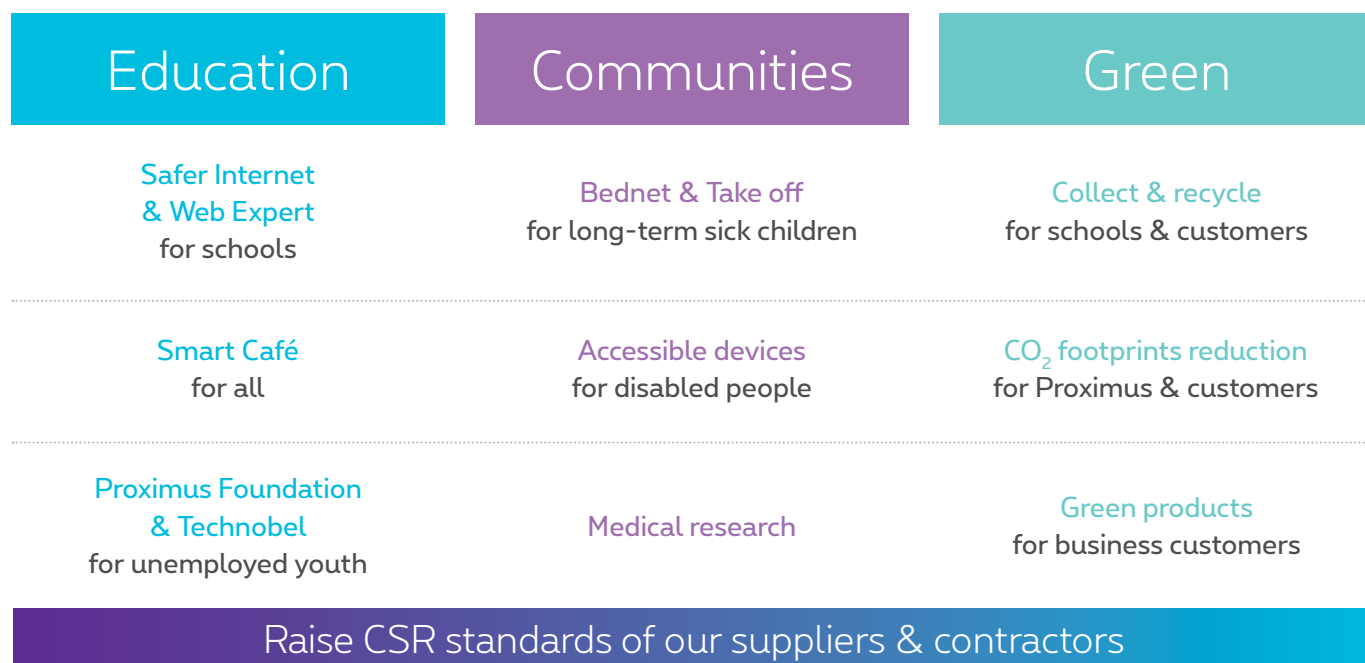 Education
Communities
Green
Safer Internet
& Web Expert
for schools
Bednet & Take off
for long-term sick children
Collect & recycle
for schools & customers
Smart Café
for all
Accessible devices
for disabled people
CO₂ footprints reduction
for Proximus & customers
Proximus Foundation
& Technobel
for unemployed youth
Medical research
Green products
for business customers
Raise CSR standards of our suppliers & contractors